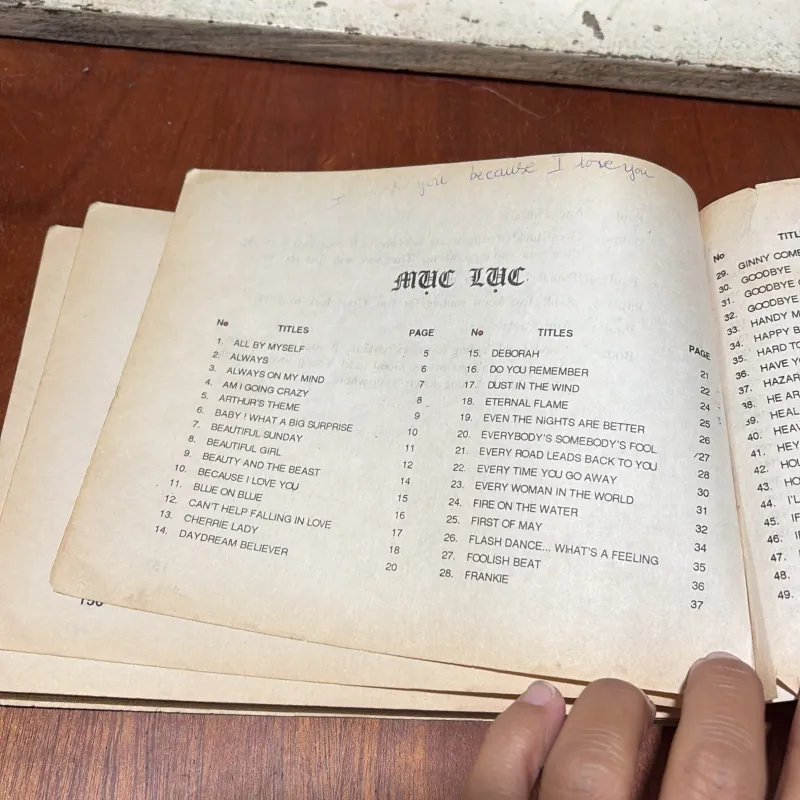 I you because I love you
MỤC LỤC
No TITLES PAGE
1. ALL BY MYSELF 5
2. ALWAYS 6
3. ALWAYS ON MY MIND 7
4. AM I GOING CRAZY 8
5. ARTHUR'S THEME 9
6. BABY ! WHAT A BIG SURPRISE 10
7. BEAUTIFUL SUNDAY 11
8. BEAUTIFUL GIRL 12
9. BEAUTY AND THE BEAST 14
10. BECAUSE I LOVE YOU 15
11. BLUE ON BLUE 16
12. CAN'T HELP FALLING IN LOVE 17
13. CHERRIE LADY 18
14. DAYDREAM BELIEVER 20
No TITLES PAGE
15. DEBORAH 21
16. DO YOU REMEMBER 22
17. DUST IN THE WIND 24
18. ETERNAL FLAME 25
19. EVEN THE NIGHTS ARE BETTER 26
20. EVERYBODY'S SOMEBODY'S FOOL 27
21. EVERY ROAD LEADS BACK TO YOU 28
22. EVERY TIME YOU GO AWAY 30
23. EVERY WOMAN IN THE WORLD 31
24. FIRE ON THE WATER 32
25. FIRST OF MAY 34
26. FLASH DANCE... WHAT'S A FEELING 35
27. FOOLISH BEAT 36
28. FRANKIE 37
No TITL
29. GINNY COME
30. GOODBYE
31. GOODBYE
32. GOODBYE
33. HANDY M
34. HAPPY B
35. HARD TO
36. HAVE YO
37. HAZAR
38. HE AR
39. HEAL
40. HEAV
41. HEY
42. HOL
43. HO
44. I'L
45. IF
46. IF
47.
48.
49.